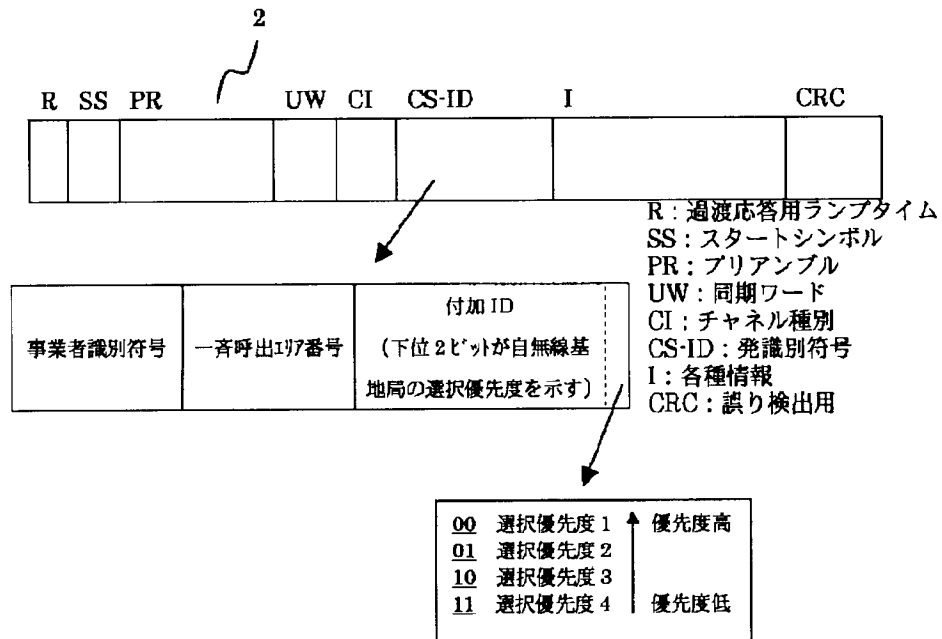 2
R SS PR UW CI CS-ID I CRC
R：過渡応答用ランプタイム
SS：スタートシンボル
PR：プリアンブル
UW：同期ワード
CI：チャネル種別
CS-ID：発識別符号
I：各種情報
CRC：誤り検出用
事業者識別符号
一斉呼出エリア番号
付加ID
（下位2ビットが自無線基
地局の選択優先度を示す）
00 選択優先度1 優先度高
01 選択優先度2
10 選択優先度3
11 選択優先度4 優先度低